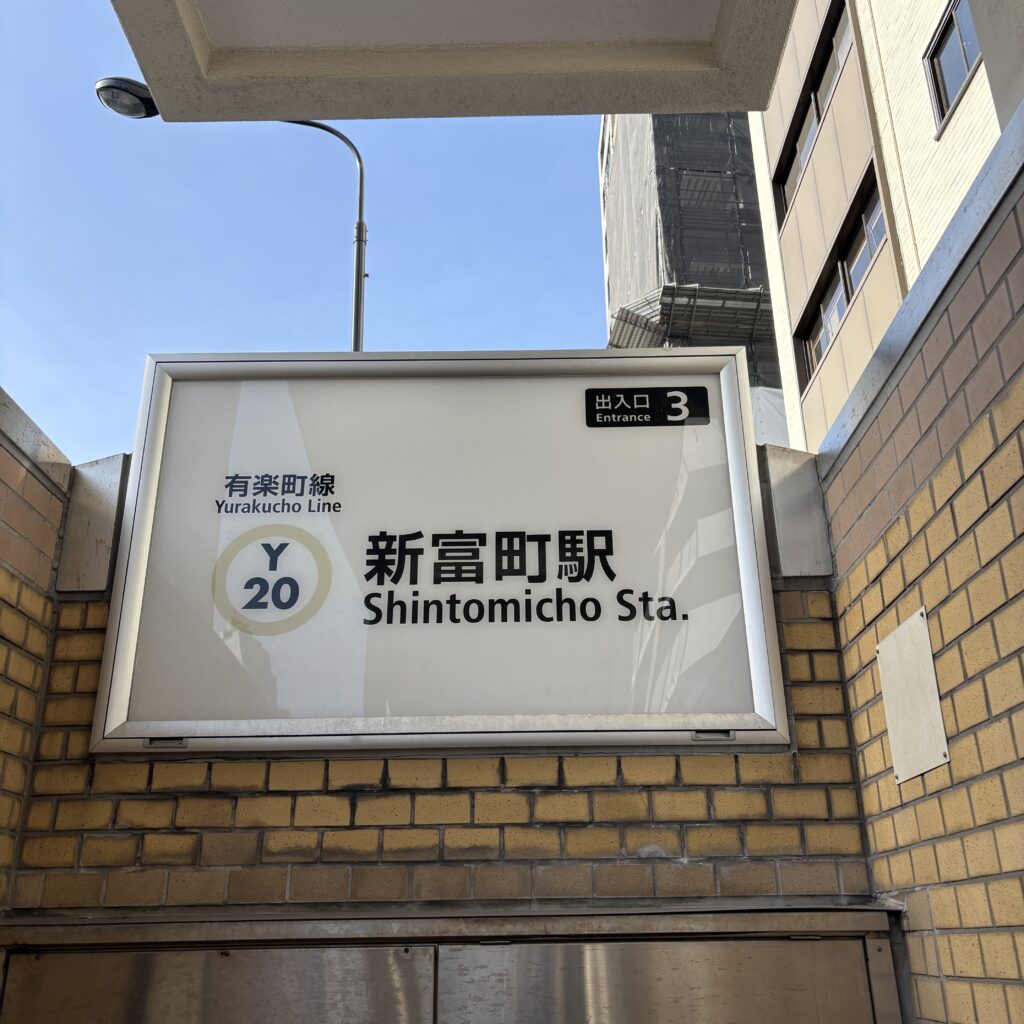 出入口 3
Entrance
有楽町線
Yurakucho Line
Y
20
新富町駅
Shintomicho Sta.